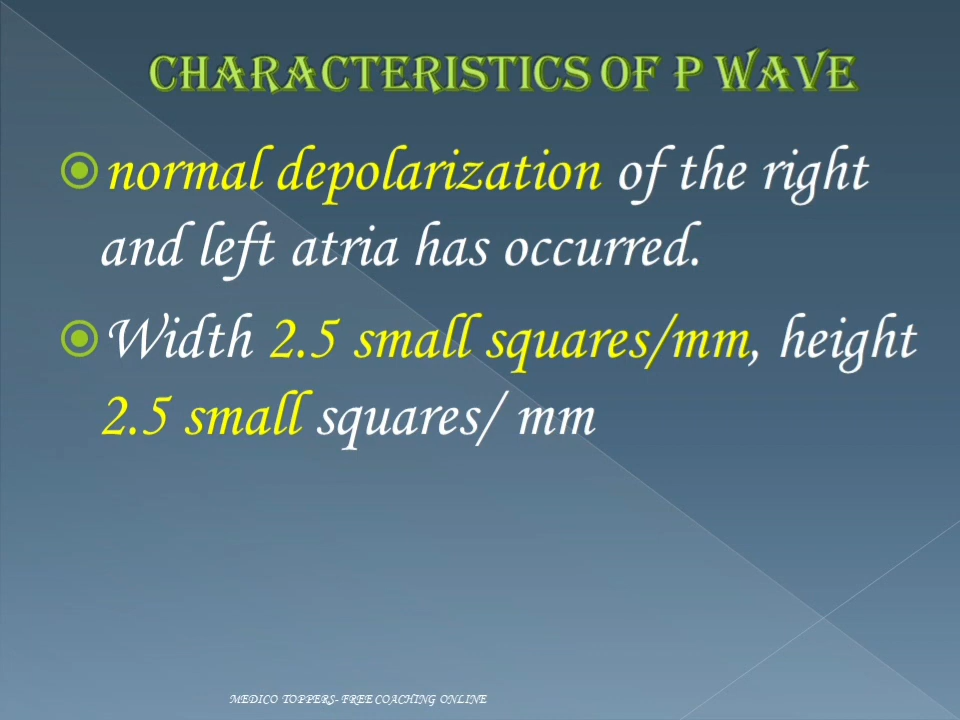 CHARACTERISTICS OF P WAVE
normal depolarization of the right
and left atria has occurred.
Width 2.5 small squares/mm, height
2.5 small squares/ mm
MEDICO TOPPERS- FREE COACHING ONLINE